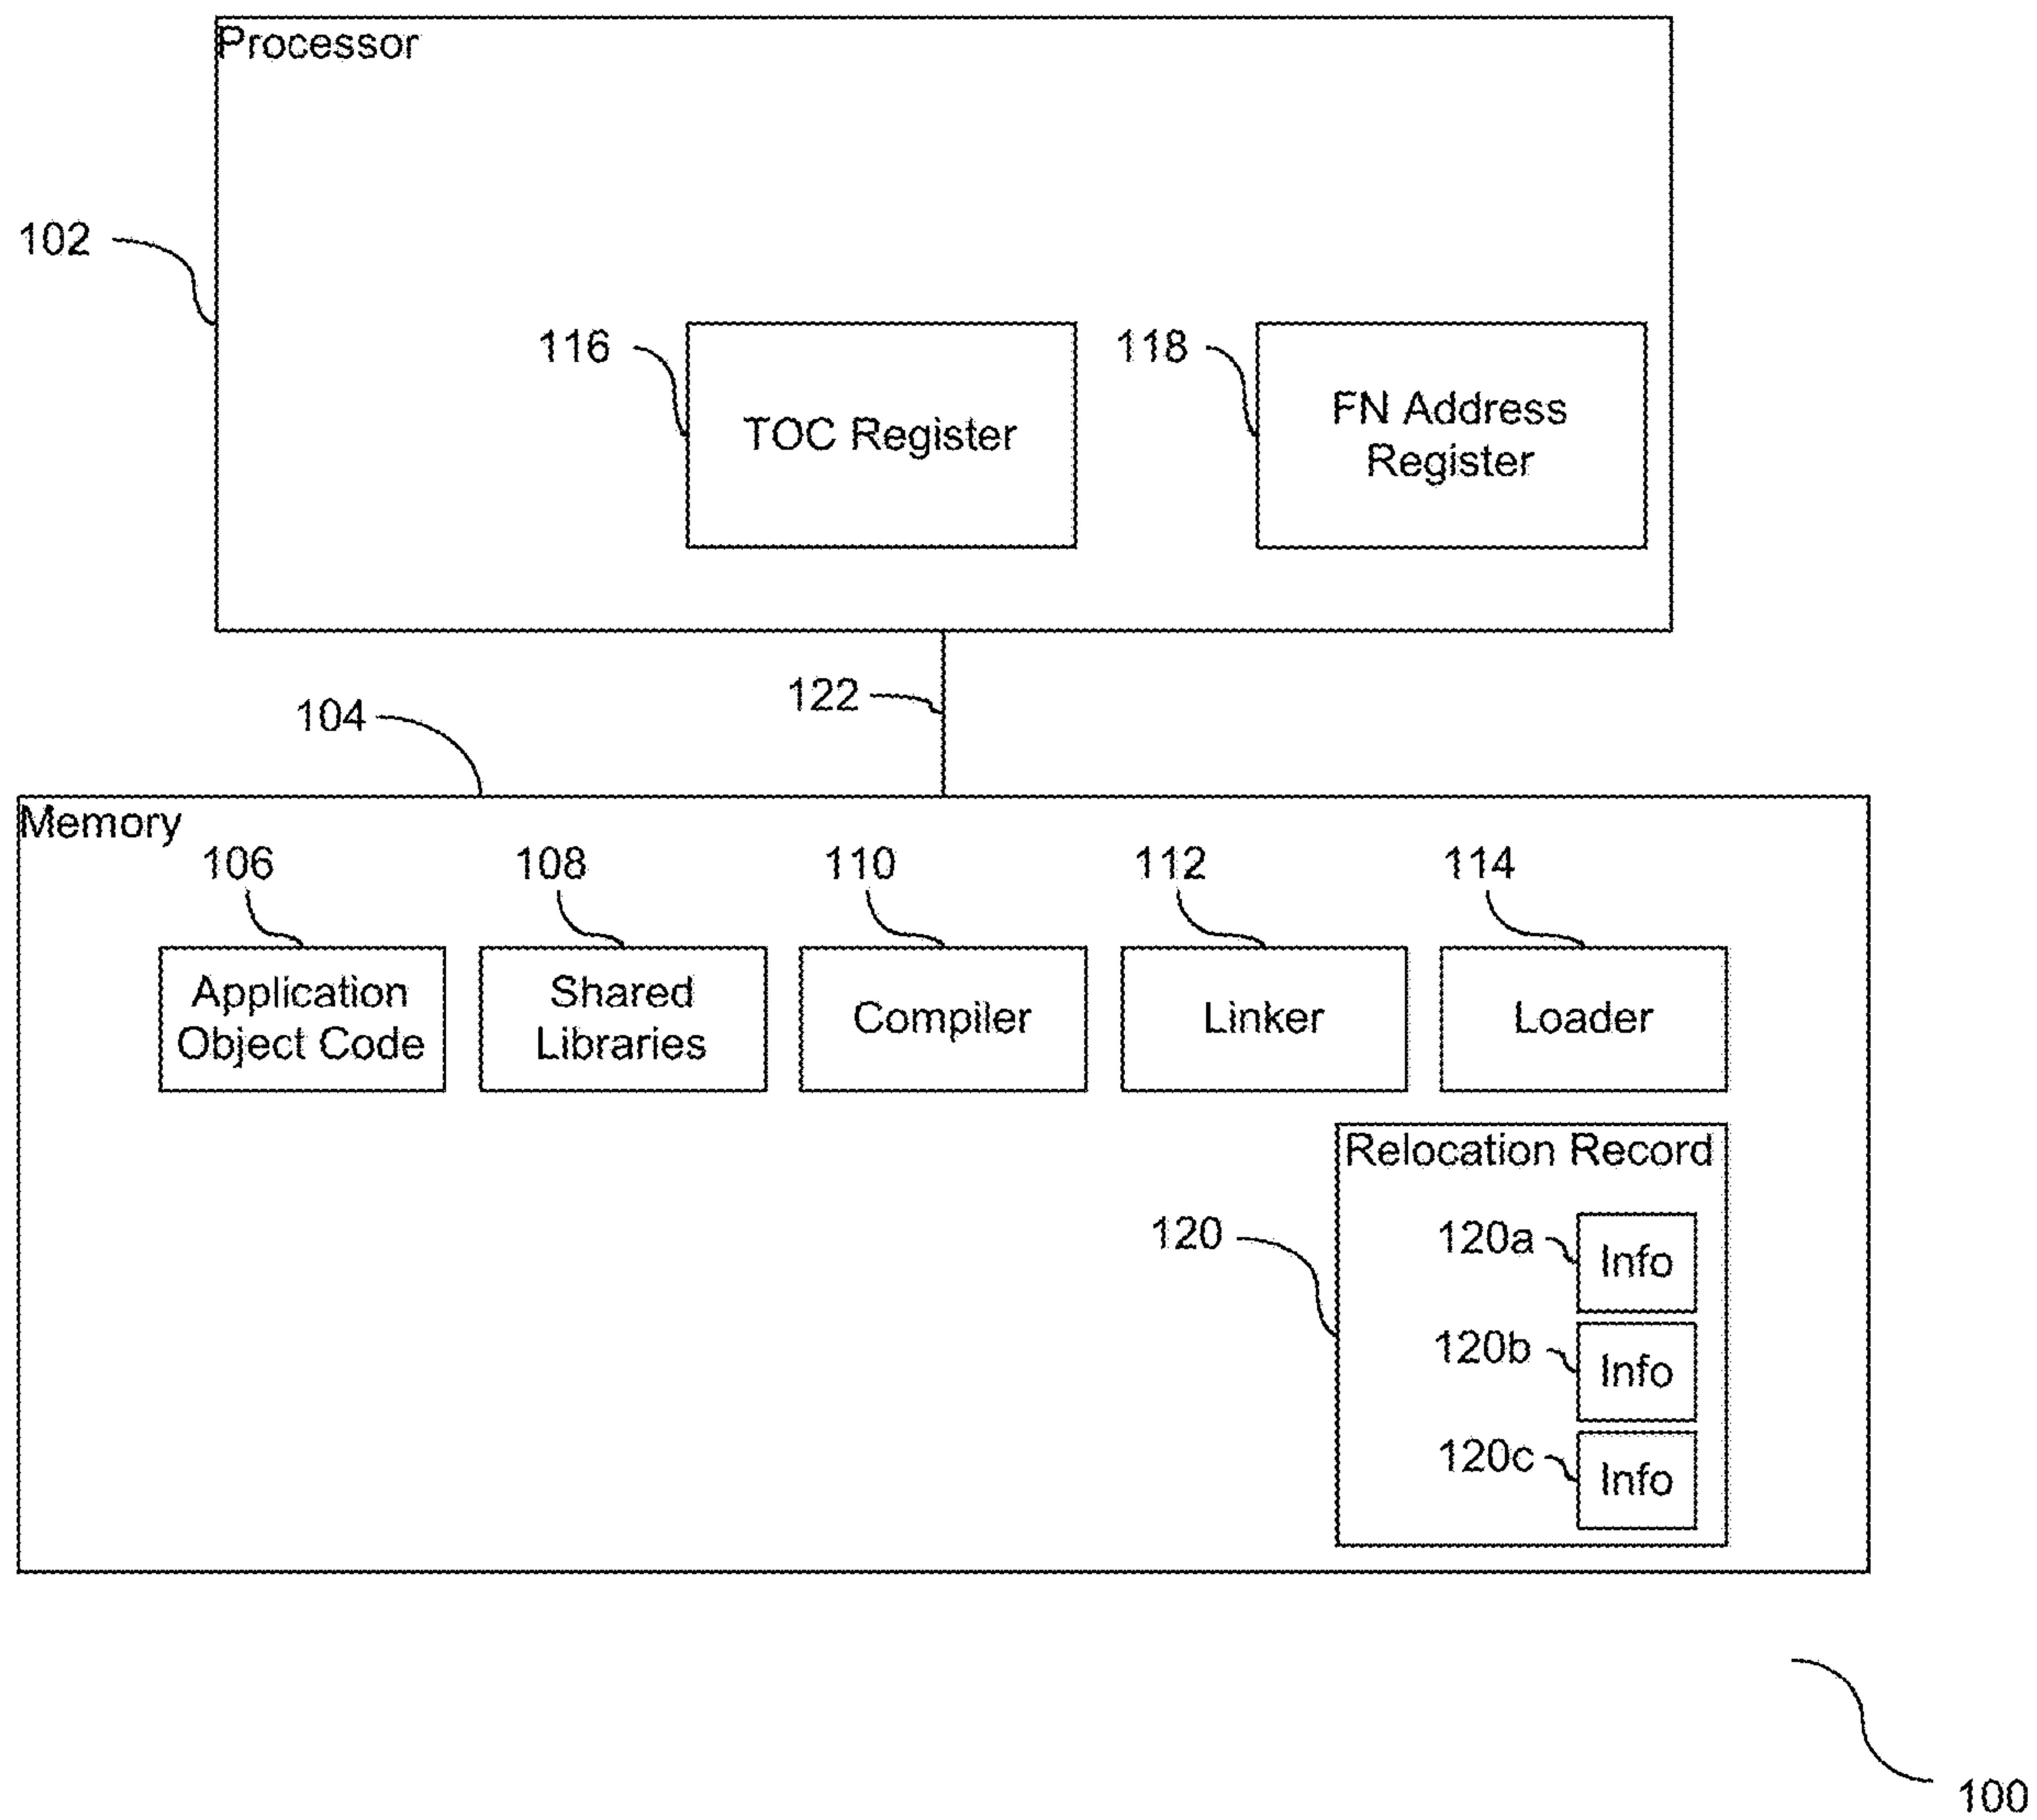 Processor
102
116
118
TOC Register
FN Address
Register
122
104
Memory
106
108
110
112
114
Application
Object Code
Shared
Libraries
Compiler
Linker
Loader
Relocation Record
120
120a
Info
120b
Info
120c
Info
100